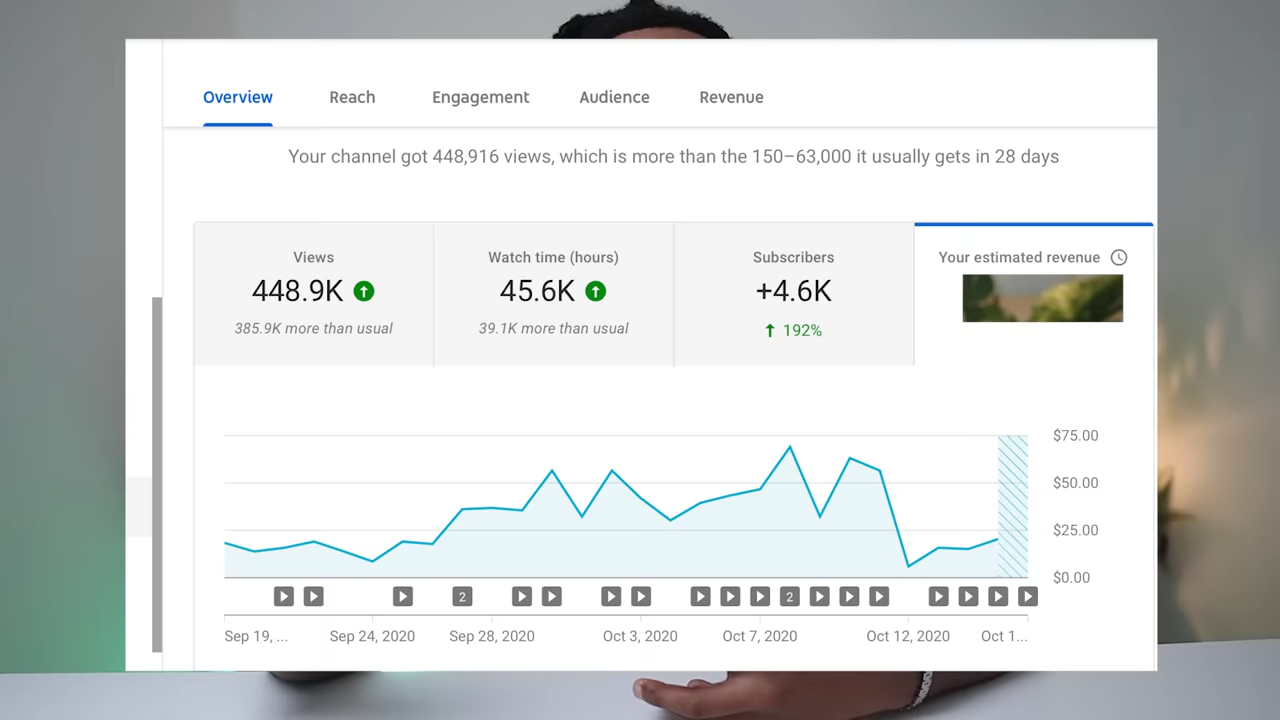 Overview Reach Engagement Audience Revenue
Your channel got 448,916 views, which is more than the 150–63,000 it usually gets in 28 days
Views Watch time (hours) Subscribers Your estimated revenue
448.9K 45.6K +4.6K
385.9K more than usual 39.1K more than usual 192%
$75.00
$50.00
$25.00
$0.00
2 2
Sep 19, ... Sep 24, 2020 Sep 28, 2020 Oct 3, 2020 Oct 7, 2020 Oct 12, 2020 Oct 1...